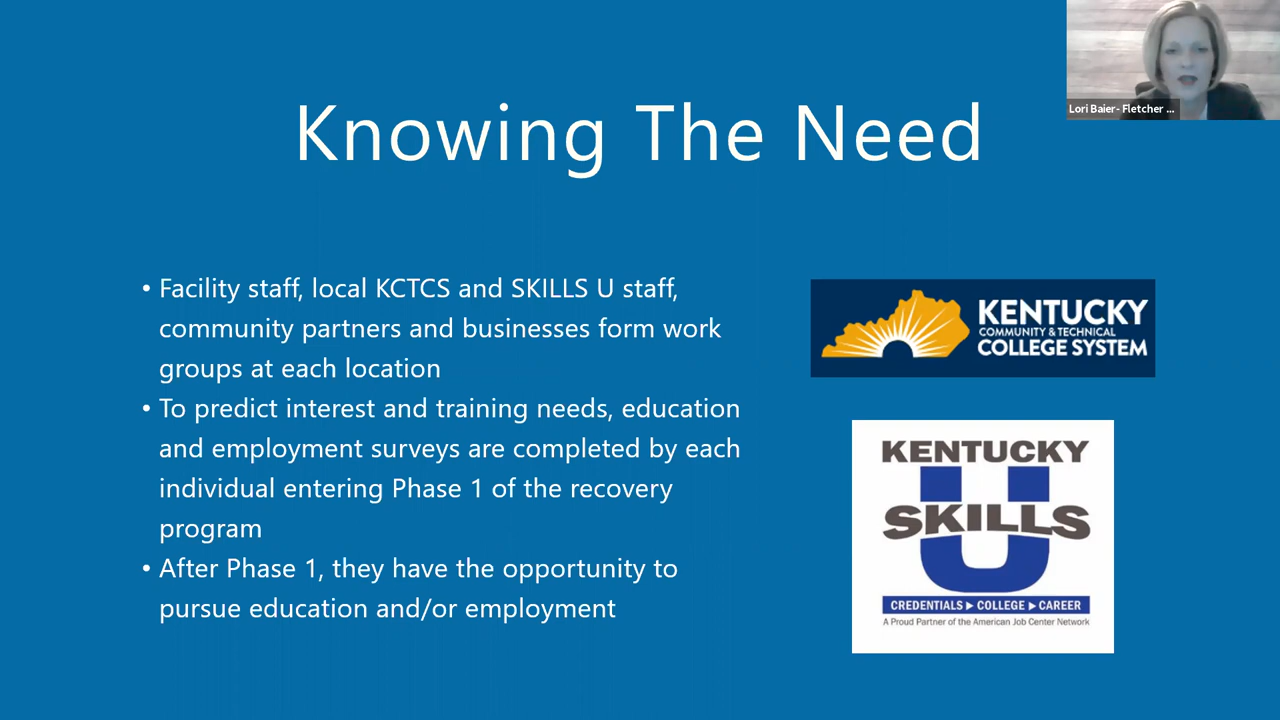 Lori Baier- Fletcher ...
Knowing The Need
• Facility staff, local KCTCS and SKILLS U staff,
community partners and businesses form work
groups at each location
• To predict interest and training needs, education
and employment surveys are completed by each
individual entering Phase 1 of the recovery
program
• After Phase 1, they have the opportunity to
pursue education and/or employment
KENTUCKY
COMMUNITY & TECHNICAL
COLLEGE SYSTEM
KENTUCKY
U
SKILLS
CREDENTIALS ▶ COLLEGE ▶ CAREER
A Proud Partner of the American Job Center Network